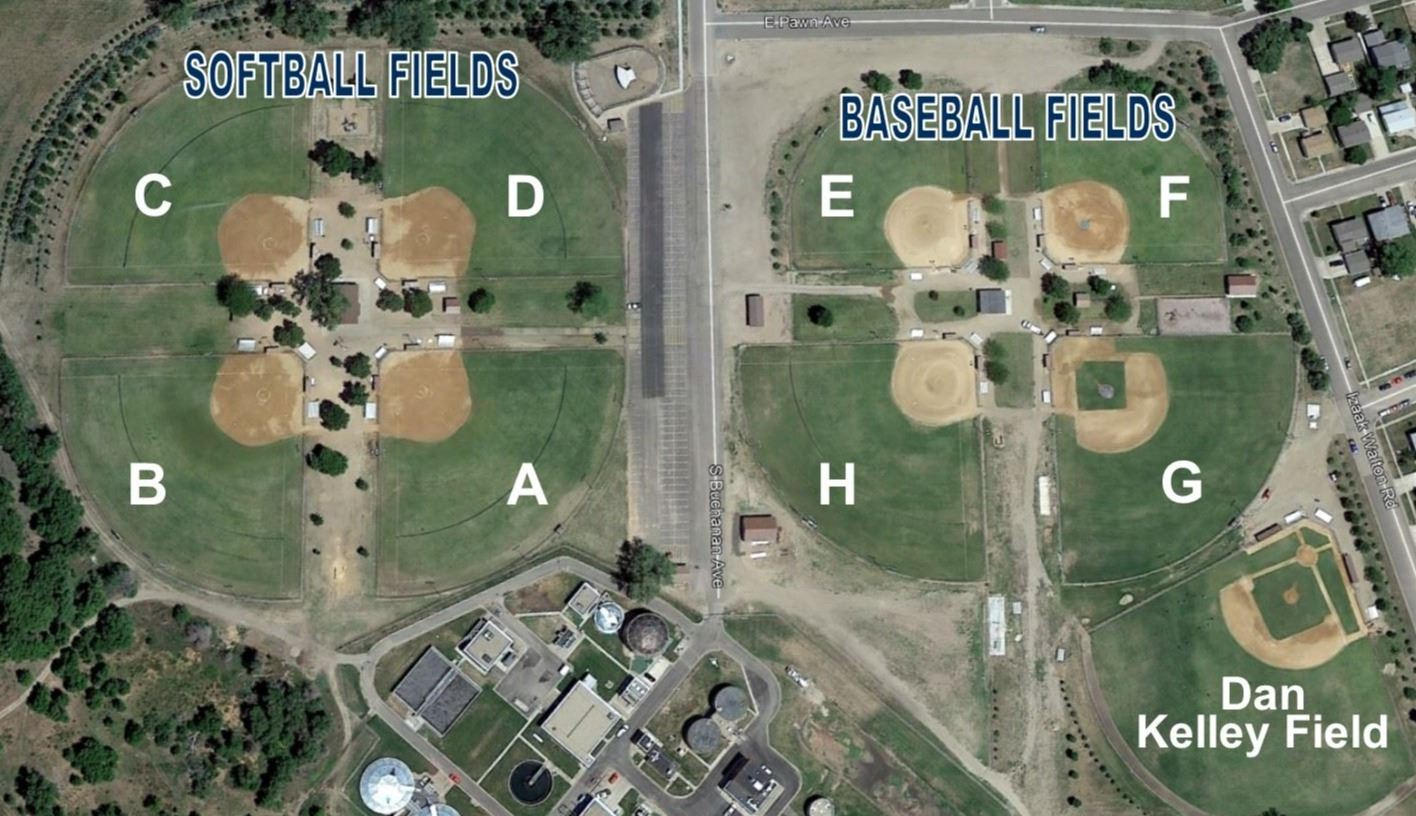 E Pawn Ave
SOFTBALL FIELDS
BASEBALL FIELDS
C
D
E
F
B
A
H
G
S Buchanan Ave
Izaak Walton Rd
Dan
Kelley Field